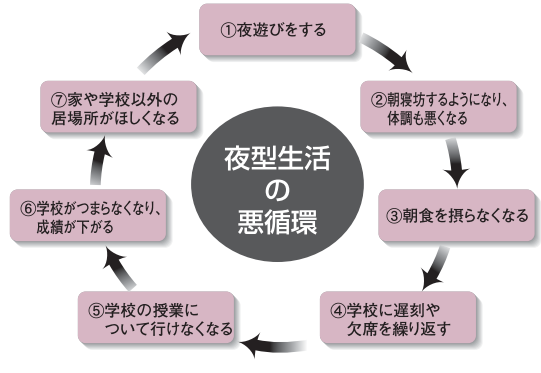 ①夜遊びをする
②朝寝坊するようになり、
体調も悪くなる
③朝食を摂らなくなる
④学校に遅刻や
欠席を繰り返す
⑤学校の授業に
ついて行けなくなる
⑥学校がつまらなくなり、
成績が下がる
⑦家や学校以外の
居場所がほしくなる
夜型生活
の
悪循環